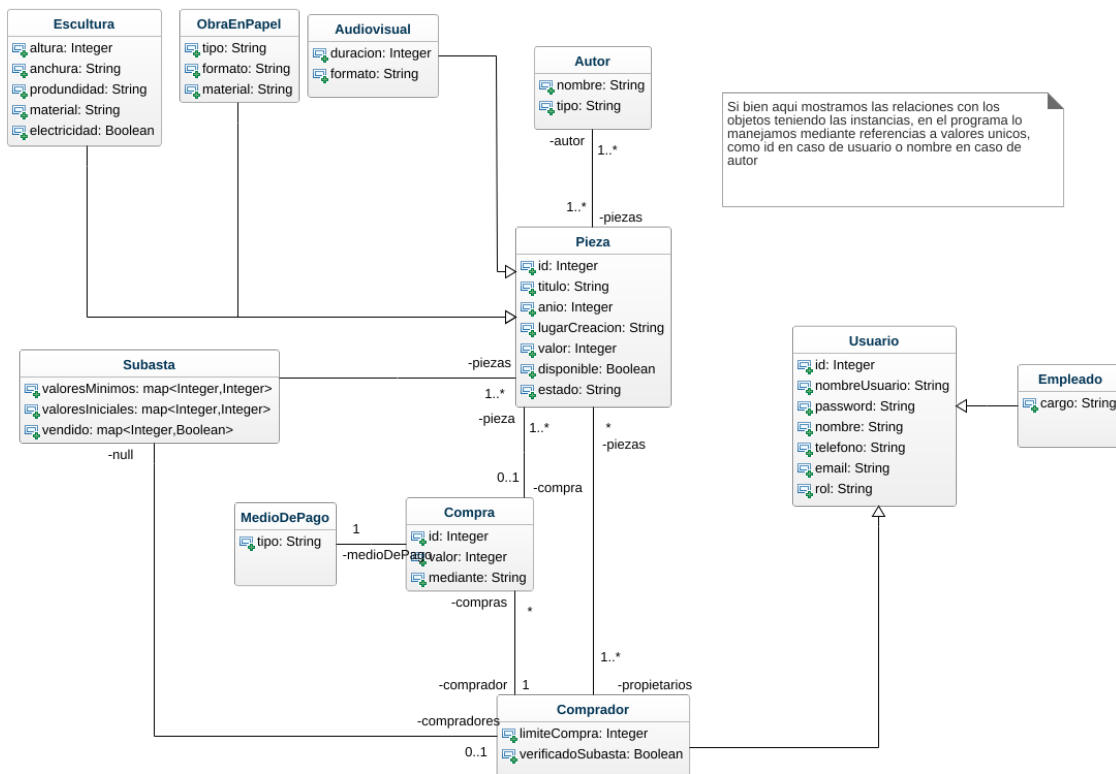 Escultura
altura: Integer
anchura: String
produndidad: String
material: String
electricidad: Boolean
ObraEnPapel
tipo: String
formato: String
material: String
Audiovisual
duracion: Integer
formato: String
Autor
nombre: String
tipo: String
Si bien aqui mostramos las relaciones con los
objetos teniendo las instancias, en el programa lo
manejamos mediante referencias a valores unicos,
como id en caso de usuario o nombre en caso de
autor
-autor
1..*
1..*
-piezas
Pieza
id: Integer
titulo: String
anio: Integer
lugarCreacion: String
valor: Integer
disponible: Boolean
estado: String
Subasta
valoresMinimos: map<Integer,Integer>
valoresIniciales: map<Integer,Integer>
vendido: map<Integer,Boolean>
-piezas
1..*
-null
-pieza
1..*
*
-piezas
0..1
-compra
Usuario
id: Integer
nombreUsuario: String
password: String
nombre: String
telefono: String
email: String
rol: String
Empleado
cargo: String
MedioDePago
tipo: String
1
-medioDePago
Compra
id: Integer
valor: Integer
mediante: String
-compras
*
1..*
-comprador
1
-propietarios
-compradores
0..1
Comprador
limiteCompra: Integer
verificadoSubasta: Boolean